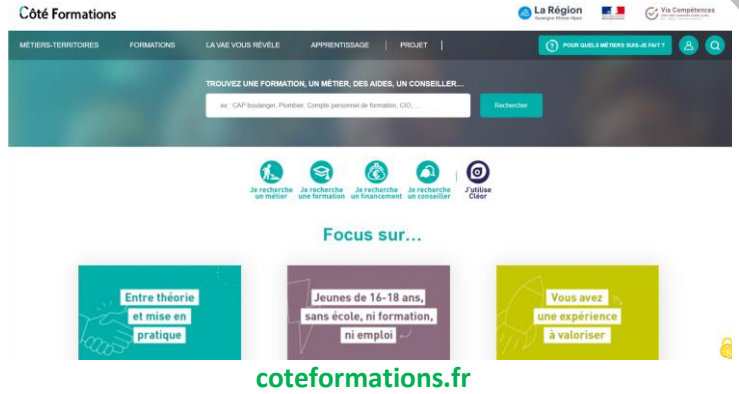 Côté Formations
La Région
Auvergne-Rhône-Alpes
Via Compétences
MÉTIERS-TERRITOIRES
FORMATIONS
LA VAE VOUS RÉVÈLE
APPRENTISSAGE
PROJET
POUR QUELS MÉTIERS SUIS-JE FAIT ?
TROUVEZ UNE FORMATION, UN MÉTIER, DES AIDES, UN CONSEILLER...
ex : CAP boulanger, Plombier, Compte personnel de formation, CIO, ...
Rechercher
Je recherche
un métier
Je recherche
une formation
Je recherche
un financement
Je recherche
un conseiller
J'utilise
Cléor
Focus sur...
Entre théorie
et mise en
pratique
Jeunes de 16-18 ans,
sans école, ni formation,
ni emploi
Vous avez
une expérience
à valoriser
coteformations.fr